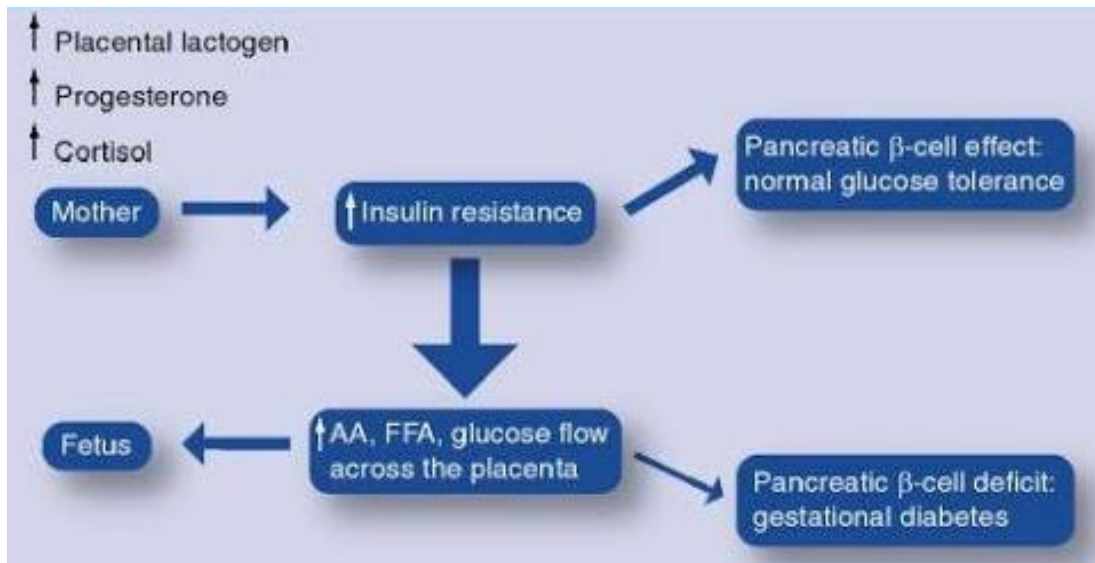 ↑ Placental lactogen
↑ Progesterone
↑ Cortisol
Mother
↑Insulin resistance
Pancreatic β-cell effect:
normal glucose tolerance
Fetus
↑AA, FFA, glucose flow
across the placenta
Pancreatic β-cell deficit:
gestational diabetes